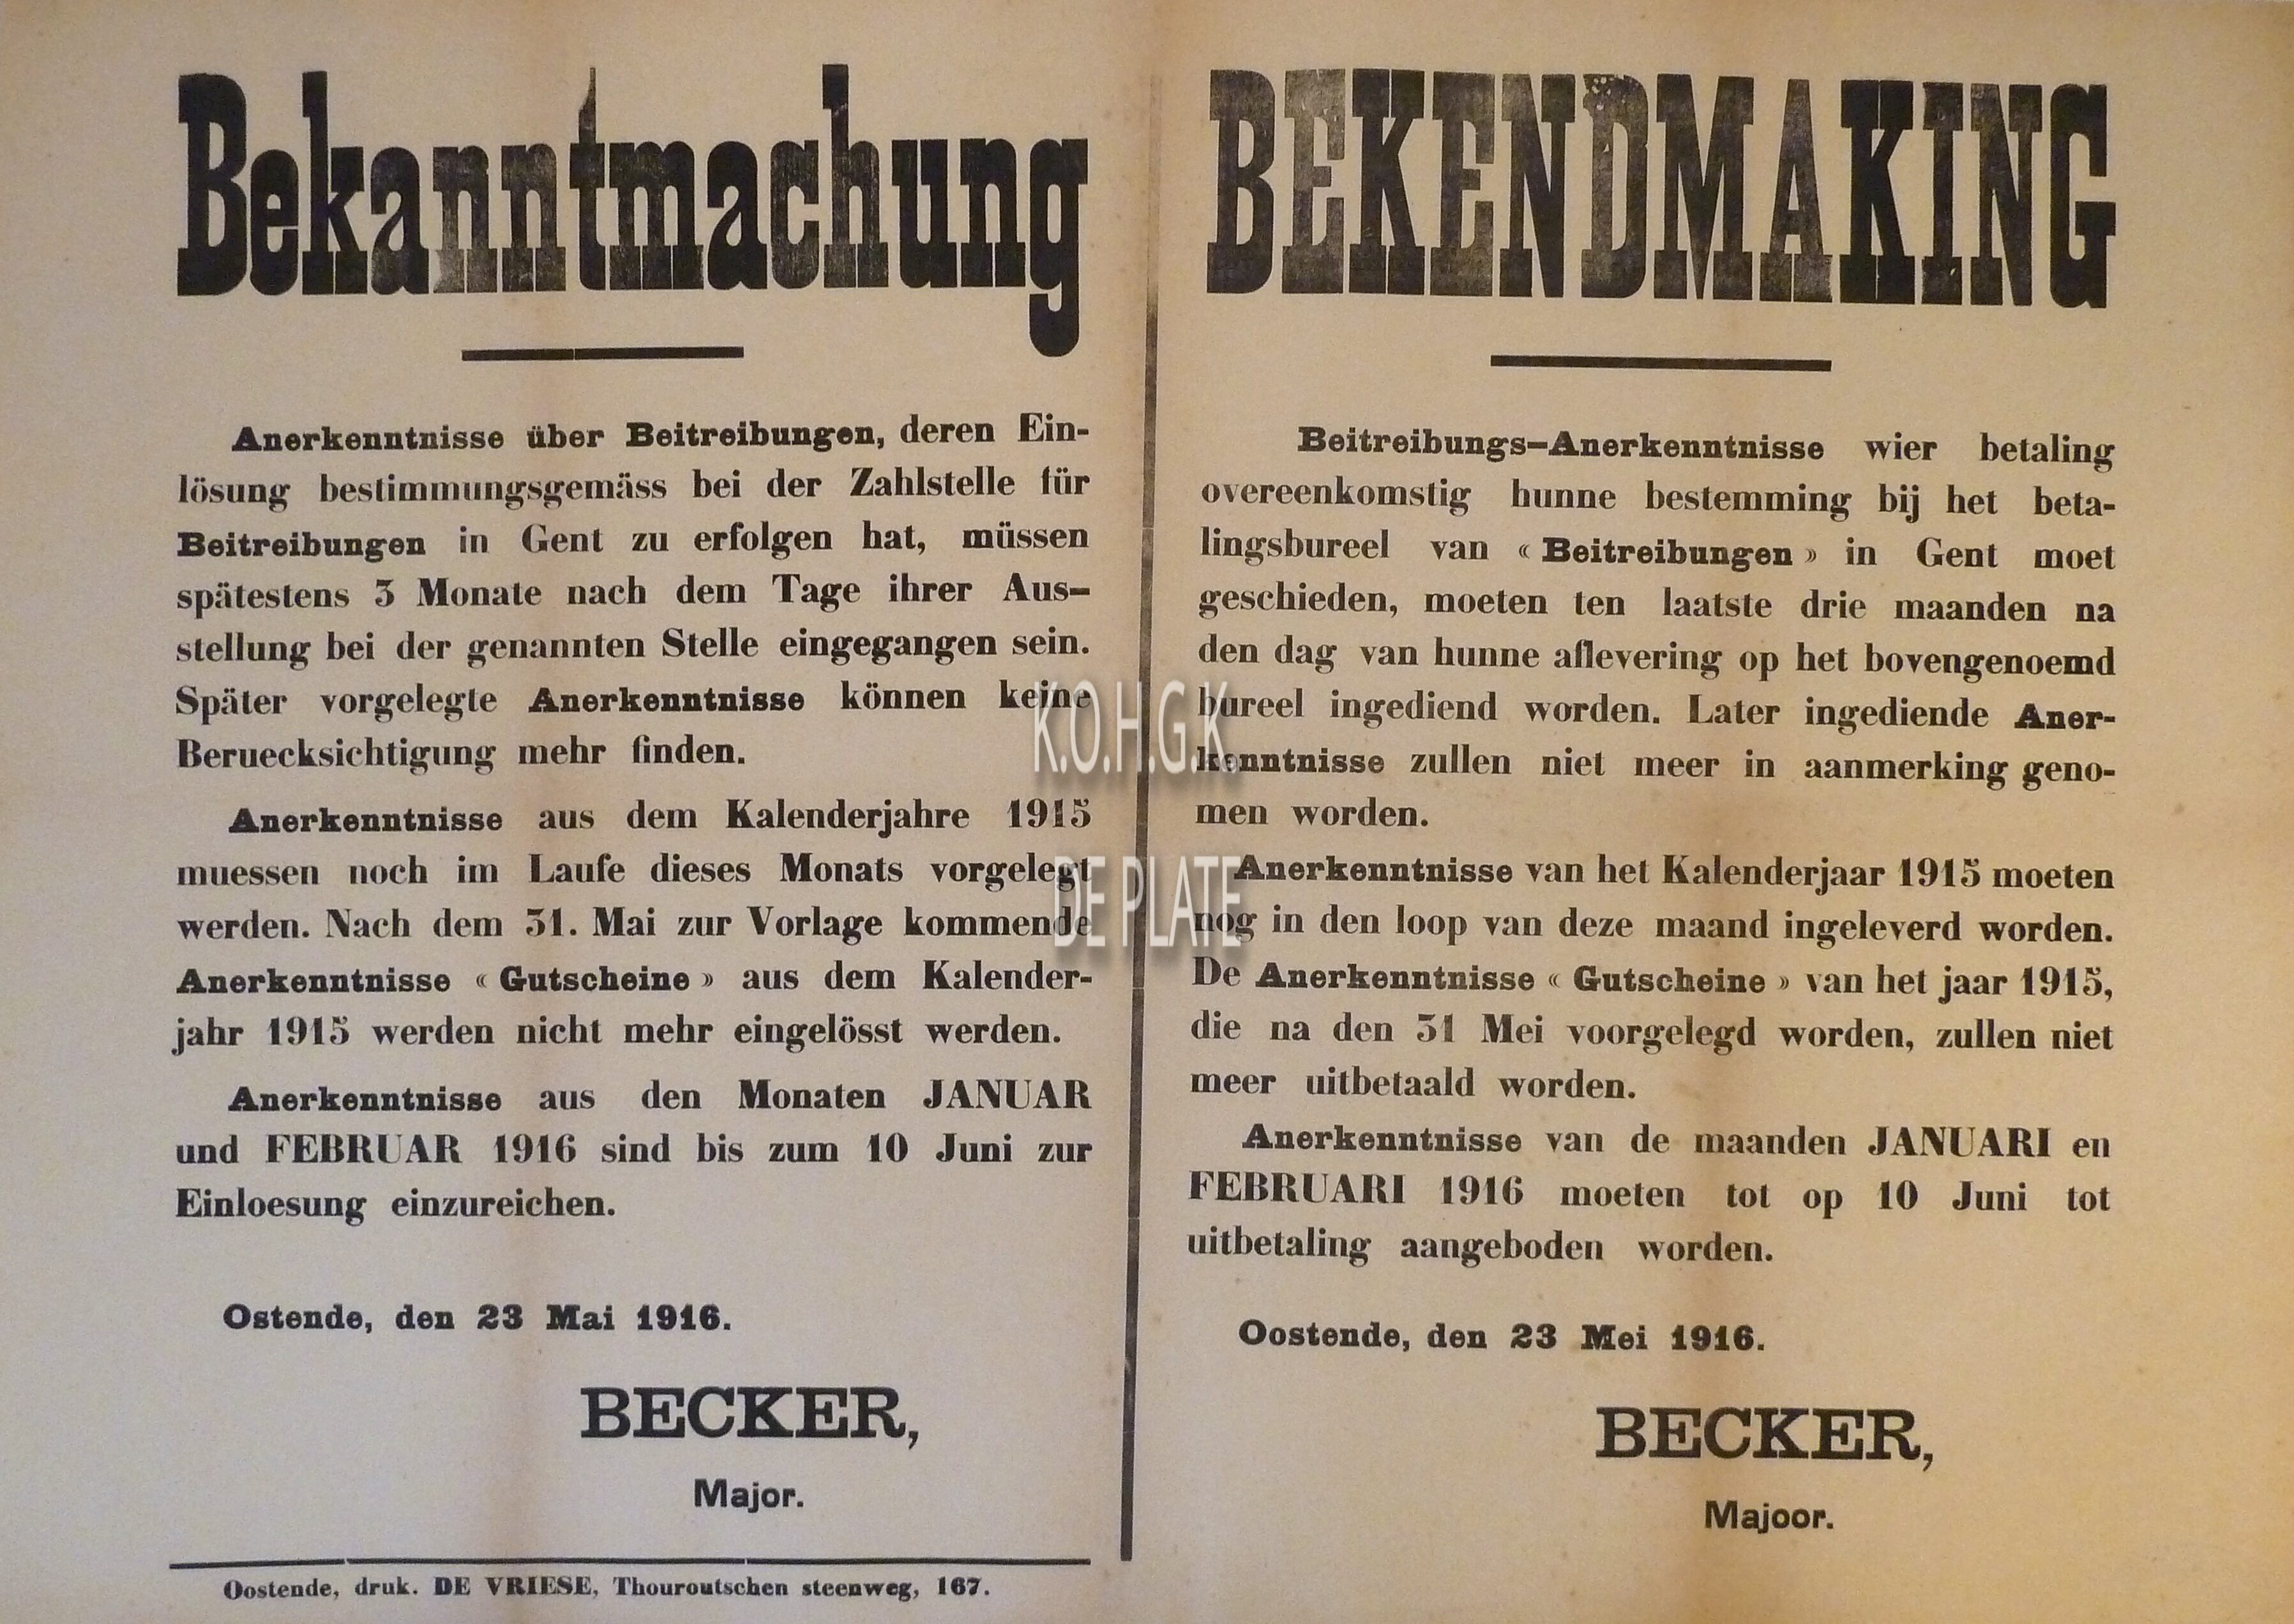 Bekanntmachung
Anerkenntnisse über Beitreibungen, deren Ein-
lösung bestimmungsgemäss bei der Zahlstelle für
Beitreibungen in Gent zu erfolgen hat, müssen
spätestens 3 Monate nach dem Tage ihrer Aus-
stellung bei der genannten Stelle eingegangen sein.
Später vorgelegte Anerkenntnisse können keine
Beruecksichtigung mehr finden.
Anerkenntnisse aus dem Kalenderjahre 1915
muessen noch im Laufe dieses Monats vorgelegt
werden. Nach dem 31. Mai zur Vorlage kommende
Anerkenntnisse « Gutscheine » aus dem Kalender-
jahr 1915 werden nicht mehr eingelösst werden.
Anerkenntnisse aus den Monaten JANUAR
und FEBRUAR 1916 sind bis zum 10 Juni zur
Einloesung einzureichen.
Ostende, den 23 Mai 1916.
BECKER,
Major.
Oostende, druk. DE VRIESE, Thouroutschen steenweg, 167.
BEKENDMAKING
Beitreibungs-Anerkenntnisse wier betaling
overeenkomstig hunne bestemming bij het beta-
lingsbureel van « Beitreibungen » in Gent moet
geschieden, moeten ten laatste drie maanden na
den dag van hunne aflevering op het bovengenoemd
bureel ingediend worden. Later ingediende Aner-
kenntnisse zullen niet meer in aanmerking geno-
men worden.
Anerkenntnisse van het Kalenderjaar 1915 moeten
nog in den loop van deze maand ingeleverd worden.
De Anerkenntnisse « Gutscheine » van het jaar 1915,
die na den 31 Mei voorgelegd worden, zullen niet
meer uitbetaald worden.
Anerkenntnisse van de maanden JANUARI en
FEBRUARI 1916 moeten tot op 10 Juni tot
uitbetaling aangeboden worden.
Oostende, den 23 Mei 1916.
BECKER,
Majoor.
K.O.H.G.K
DE PLATE